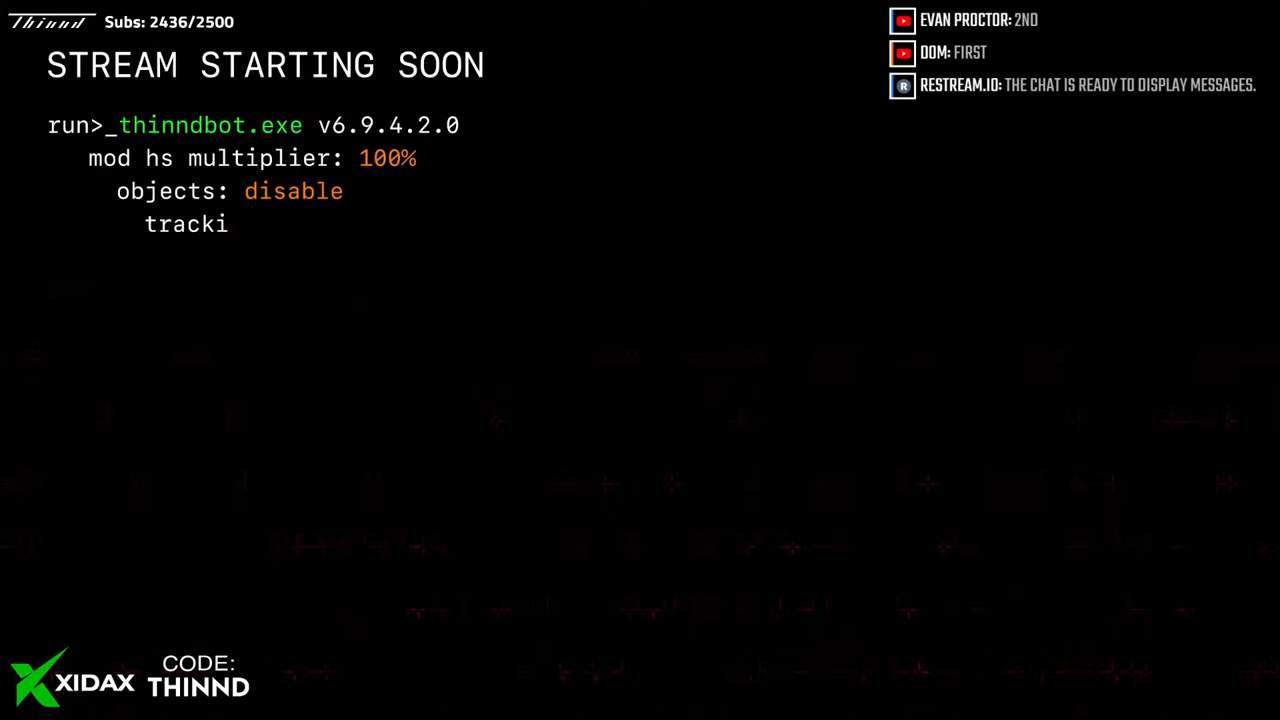 Thinnd Subs: 2436/2500
STREAM STARTING SOON
run>_thinndbot.exe v6.9.4.2.0
mod hs multiplier: 100%
objects: disable
tracki
EVAN PROCTOR: 2ND
DOM: FIRST
R RESTREAM.IO: THE CHAT IS READY TO DISPLAY MESSAGES.
XIDAX
CODE:
THINND